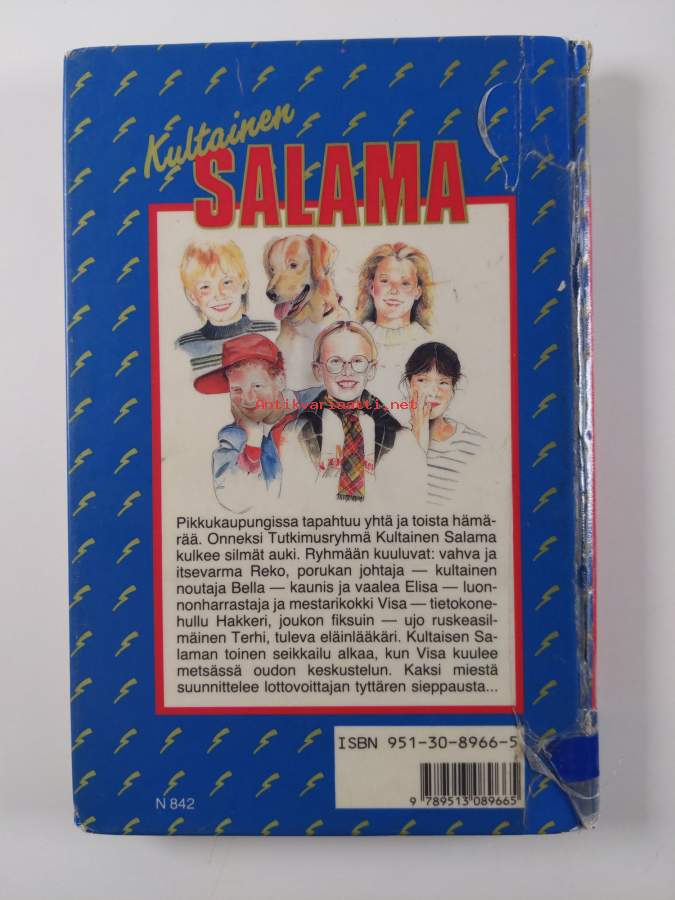 Kultainen
SALAMA
Antikvariaatti.net
Pikkukaupungissa tapahtuu yhtä ja toista hämä-
rää. Onneksi Tutkimusryhmä Kultainen Salama
kulkee silmät auki. Ryhmään kuuluvat: vahva ja
itsevarma Reko, porukan johtaja — kultainen
noutaja Bella — kaunis ja vaalea Elisa — luon-
nonharrastaja ja mestarikokki Visa — tietokone-
hullu Hakkeri, joukon fiksuin — ujo ruskeasil-
mäinen Terhi, tuleva eläinlääkäri. Kultaisen Sa-
laman toinen seikkailu alkaa, kun Visa kuulee
metsässä oudon keskustelun. Kaksi miestä
suunnittelee lottovoittajan tyttären sieppausta...
ISBN 951-30-8966-5
9 789513 089665
N 842